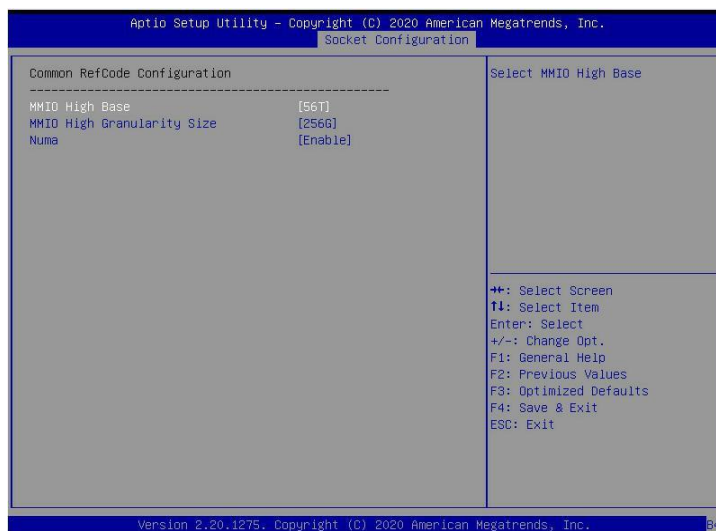 Aptio Setup Utility – Copyright (C) 2020 American Megatrends, Inc.
Socket Configuration
Common RefCode Configuration
MMIO High Base [56T]
MMIO High Granularity Size [256G]
Numa [Enable]
Select MMIO High Base
→←: Select Screen
↑↓: Select Item
Enter: Select
+/-: Change Opt.
F1: General Help
F2: Previous Values
F3: Optimized Defaults
F4: Save & Exit
ESC: Exit
Version 2.20.1275. Copyright (C) 2020 American Megatrends, Inc.